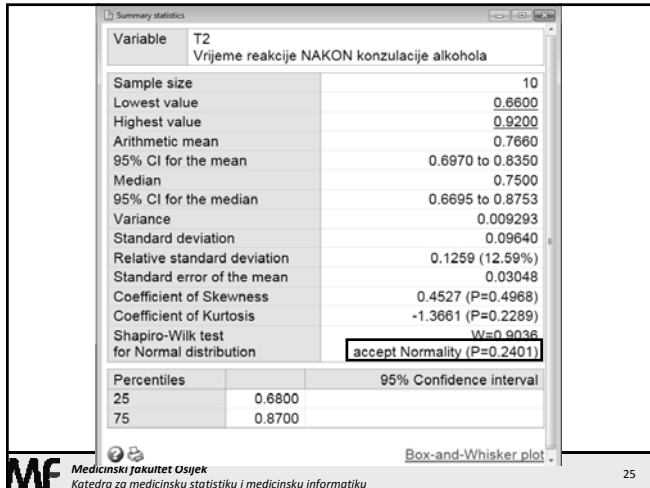 Summary statistics
Variable T2
Vrijeme reakcije NAKON konzulacije alkohola
Sample size 10
Lowest value 0.6600
Highest value 0.9200
Arithmetic mean 0.7660
95% CI for the mean 0.6970 to 0.8350
Median 0.7500
95% CI for the median 0.6695 to 0.8753
Variance 0.009293
Standard deviation 0.09640
Relative standard deviation 0.1259 (12.59%)
Standard error of the mean 0.03048
Coefficient of Skewness 0.4527 (P=0.4968)
Coefficient of Kurtosis -1.3661 (P=0.2289)
Shapiro-Wilk test W=0.9036
for Normal distribution accept Normality (P=0.2401)
Percentiles 95% Confidence interval
25 0.6800
75 0.8700
Box-and-Whisker plot
MF Medicinski fakultet Osijek
Katedra za medicinsku statistiku i medicinsku informatiku
25